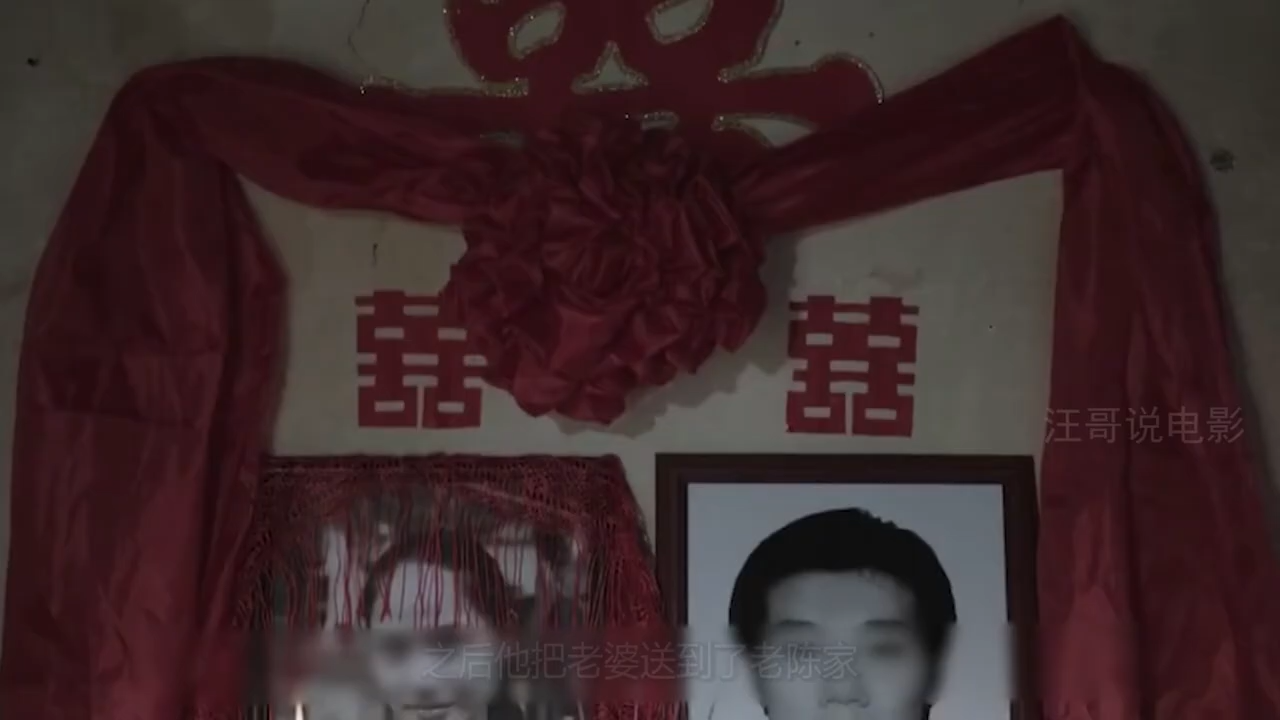 囍
囍 囍
汪哥说电影
之后他把老婆送到了老陈家